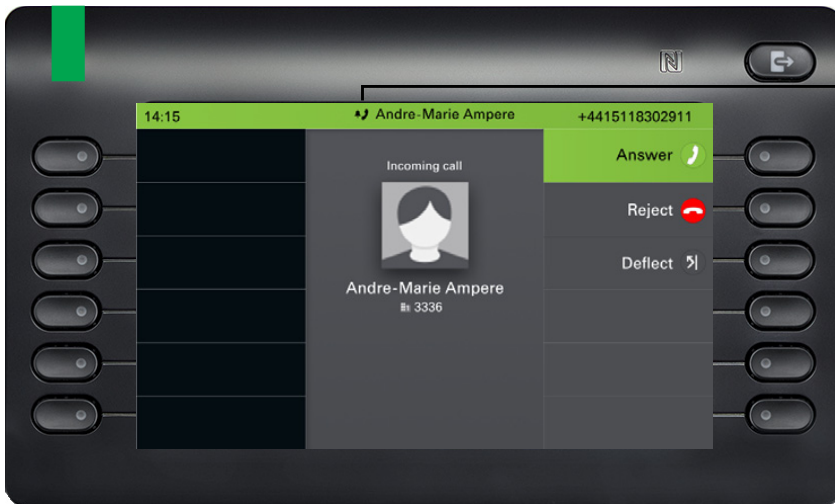 14:15 Andre-Marie Ampere +4415118302911
Answer
Incoming call
Reject
Deflect
Andre-Marie Ampere
3336